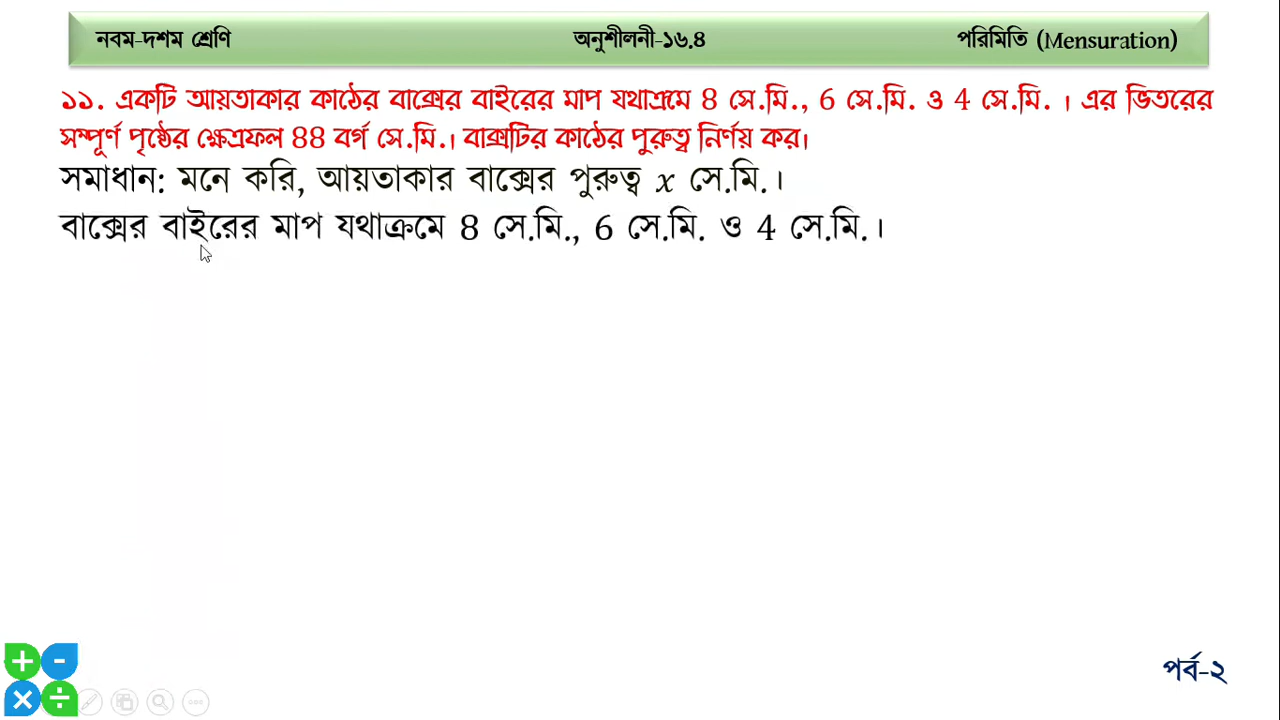 নবম-দশম শ্রেণি অনুশীলনী-১৬.৪ পরিমিতি (Mensuration)
১১. একটি আয়তাকার কাঠের বাক্সের বাইরের মাপ যথাক্রমে 8 সে.মি., 6 সে.মি. ও 4 সে.মি. । এর ভিতরের
সম্পূর্ণ পৃষ্ঠের ক্ষেত্রফল 88 বর্গ সে.মি.। বাক্সটির কাঠের পুরুত্ব নির্ণয় কর।
সমাধান: মনে করি, আয়তাকার বাক্সের পুরুত্ব x সে.মি.।
বাক্সের বাইরের মাপ যথাক্রমে 8 সে.মি., 6 সে.মি. ও 4 সে.মি.।
পর্ব-২